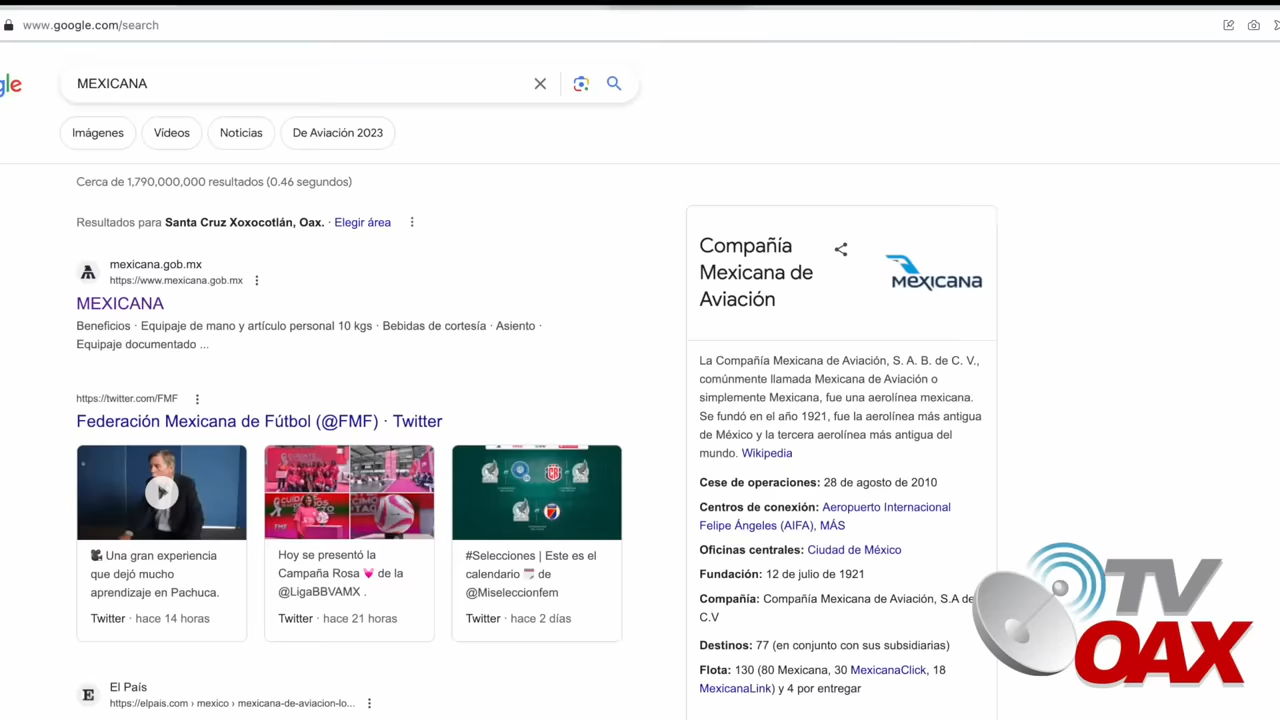 www.google.com/search
gle
MEXICANA
Imágenes
Vídeos
Noticias
De Aviación 2023
Cerca de 1,790,000,000 resultados (0.46 segundos)
Resultados para Santa Cruz Xoxocotlán, Oax. · Elegir área
mexicana.gob.mx
https://www.mexicana.gob.mx
MEXICANA
Beneficios · Equipaje de mano y artículo personal 10 kgs · Bebidas de cortesía · Asiento ·
Equipaje documentado ...
https://twitter.com/FMF
Federación Mexicana de Fútbol (@FMF) · Twitter
🎥 Una gran experiencia
que dejó mucho
aprendizaje en Pachuca.
Twitter · hace 14 horas
Hoy se presentó la
Campaña Rosa 💓 de la
@LigaBBVAMX .
Twitter · hace 21 horas
#Selecciones | Este es el
calendario 🗓️ de
@Miseleccionfem
Twitter · hace 2 días
E
El País
https://elpais.com › mexico › mexicana-de-aviacion-lo...
Compañía
Mexicana de
Aviación
MEXICANA
La Compañía Mexicana de Aviación, S. A. B. de C. V.,
comúnmente llamada Mexicana de Aviación o
simplemente Mexicana, fue una aerolínea mexicana.
Se fundó en el año 1921, fue la aerolínea más antigua
de México y la tercera aerolínea más antigua del
mundo. Wikipedia
Cese de operaciones: 28 de agosto de 2010
Centros de conexión: Aeropuerto Internacional
Felipe Ángeles (AIFA), MÁS
Oficinas centrales: Ciudad de México
Fundación: 12 de julio de 1921
Compañía: Compañía Mexicana de Aviación, S.A de
C.V
Destinos: 77 (en conjunto con sus subsidiarias)
Flota: 130 (80 Mexicana, 30 MexicanaClick, 18
MexicanaLink) y 4 por entregar
TV
OAX